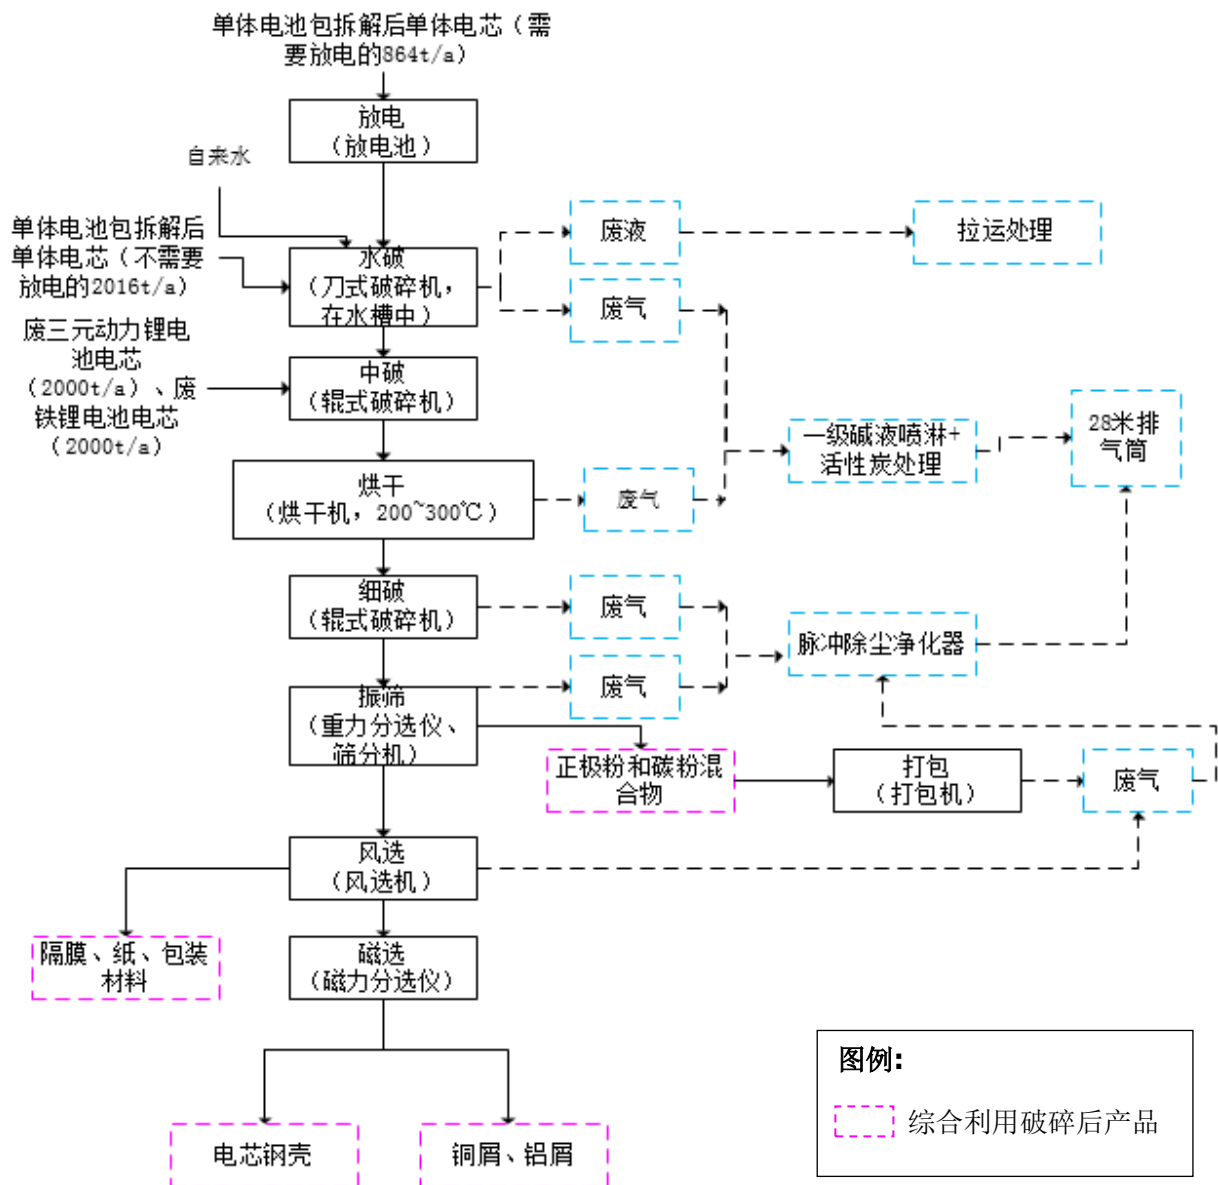 单体电池包拆解后单体电芯（需
要放电的864t/a）
放电
（放电池）
自来水
单体电池包拆解后
单体电芯（不需要
放电的2016t/a）
水破
（刀式破碎机，
在水槽中）
废液
拉运处理
废气
废三元动力锂电
池电芯
（2000t/a）、废
铁锂电池电芯
（2000t/a）
中破
（辊式破碎机）
一级碱液喷淋+
活性炭处理
28米排
气筒
烘干
（烘干机，200~300℃）
废气
细破
（辊式破碎机）
废气
脉冲除尘净化器
振筛
（重力分选仪、
筛分机）
废气
正极粉和碳粉混
合物
打包
（打包机）
废气
风选
（风选机）
隔膜、纸、包装
材料
磁选
（磁力分选仪）
电芯钢壳
铜屑、铝屑
图例:
综合利用破碎后产品